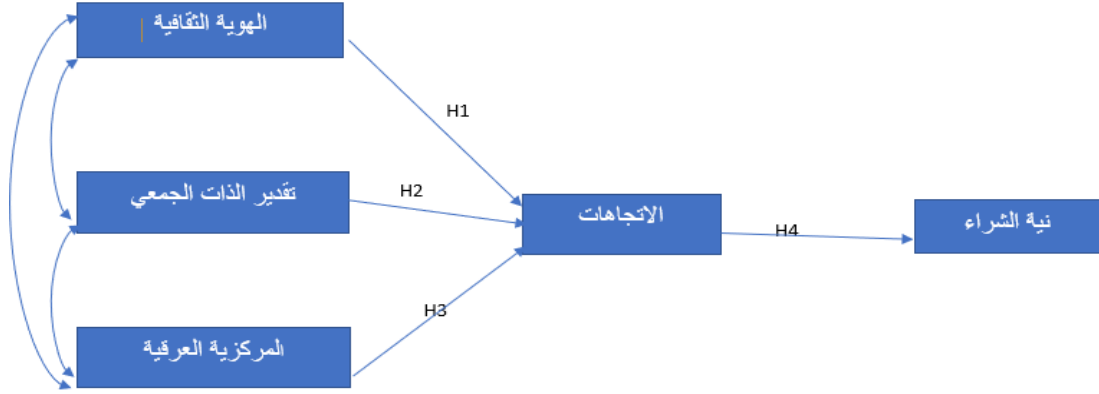 الهوية الثقافية
H1
تقدير الذات الجمعي
H2
الاتجاهات
H4
نية الشراء
H3
المركزية العرقية